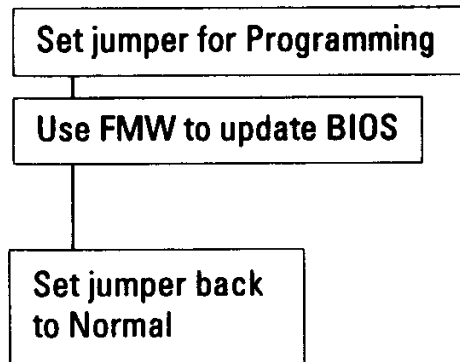 Set jumper for Programming
Use FMW to update BIOS
Set jumper back
to Normal